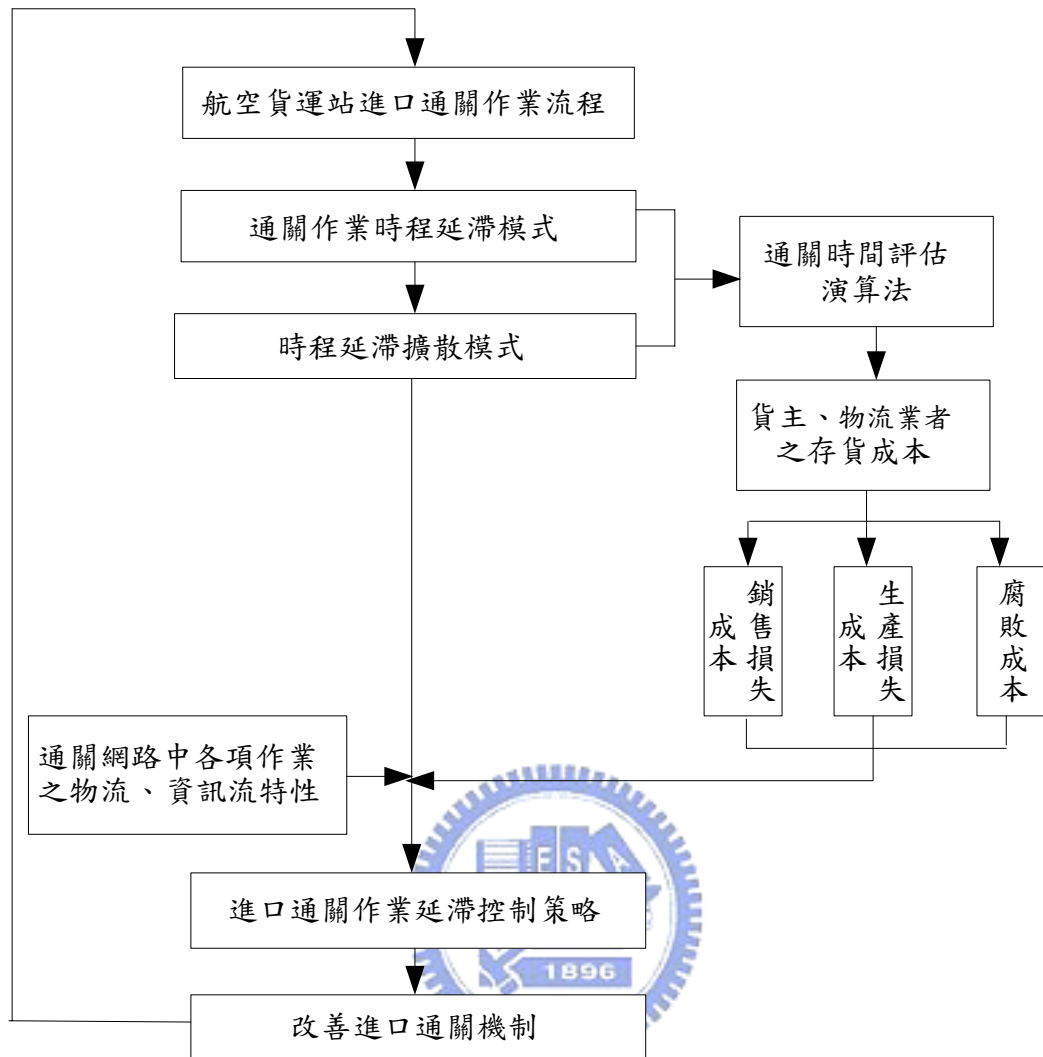 航空貨運站進口通關作業流程
通關作業時程延滯模式
時程延滯擴散模式
通關時間評估
演算法
貨主、物流業者
之存貨成本
銷售損失
成本
生產損失
成本
腐敗成本
通關網路中各項作業
之物流、資訊流特性
進口通關作業延滯控制策略
改善進口通關機制
E S A
1896